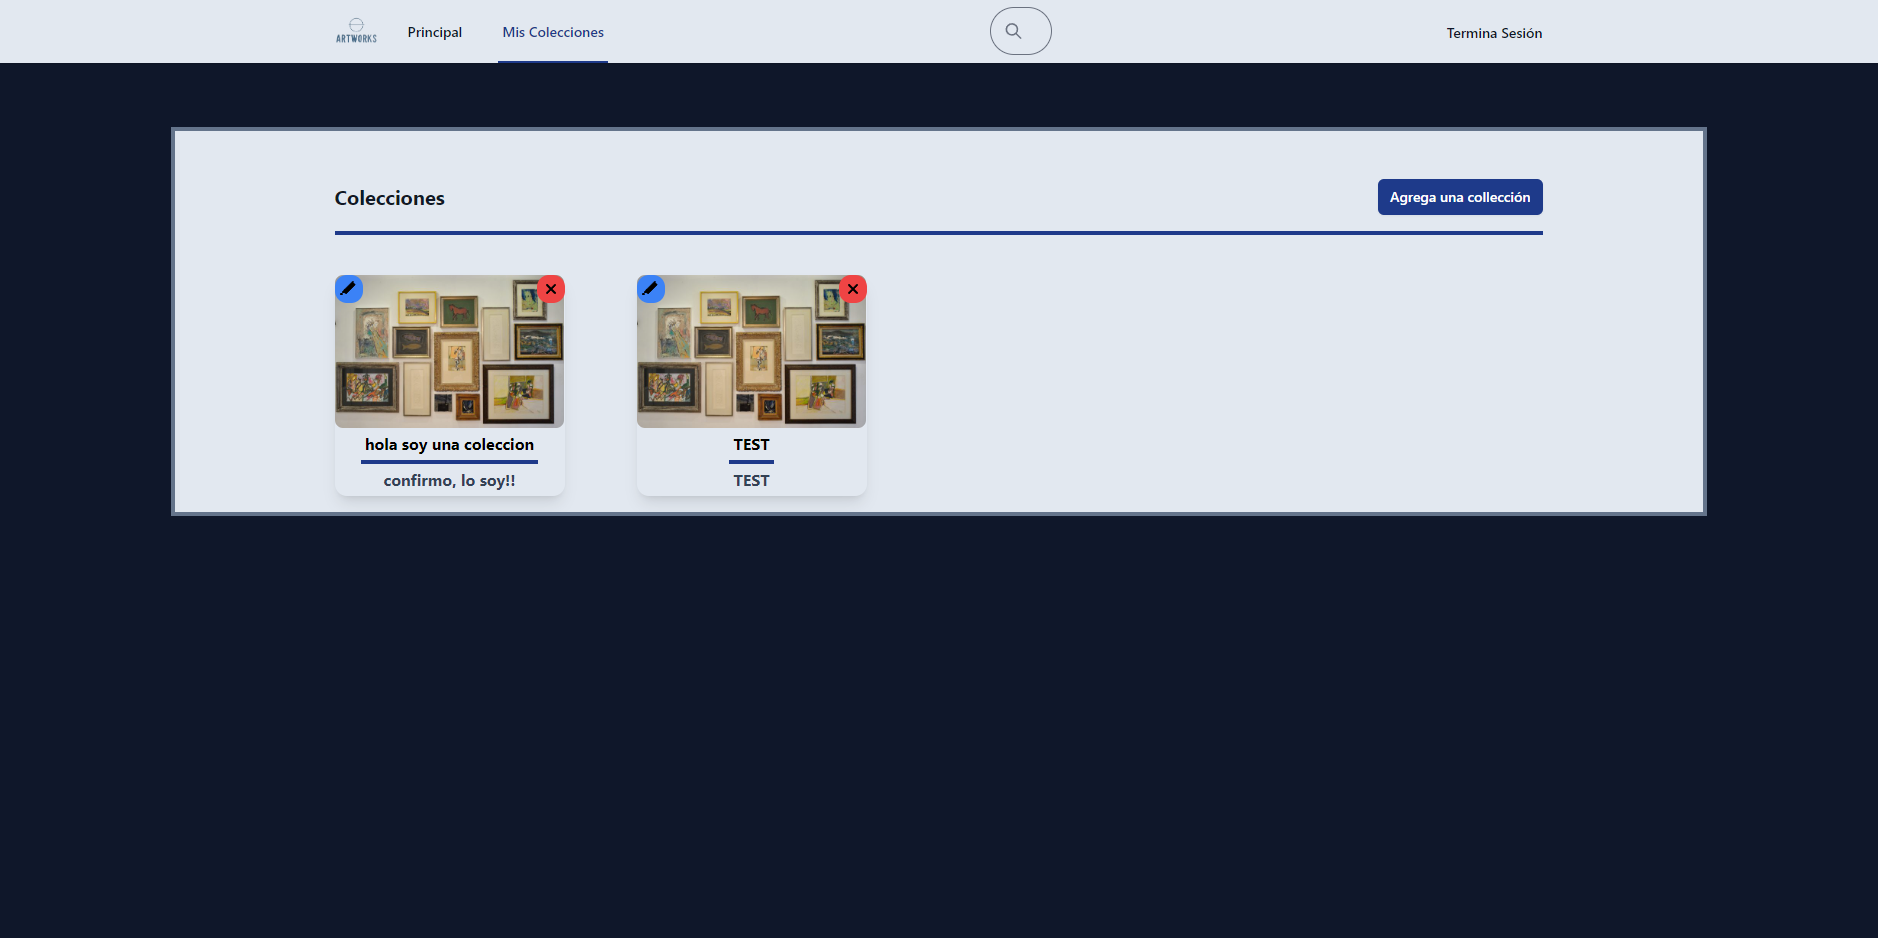 ARTWORKS
Principal
Mis Colecciones
Termina Sesión
Colecciones
Agrega una collección
hola soy una coleccion
confirmo, lo soy!!
TEST
TEST